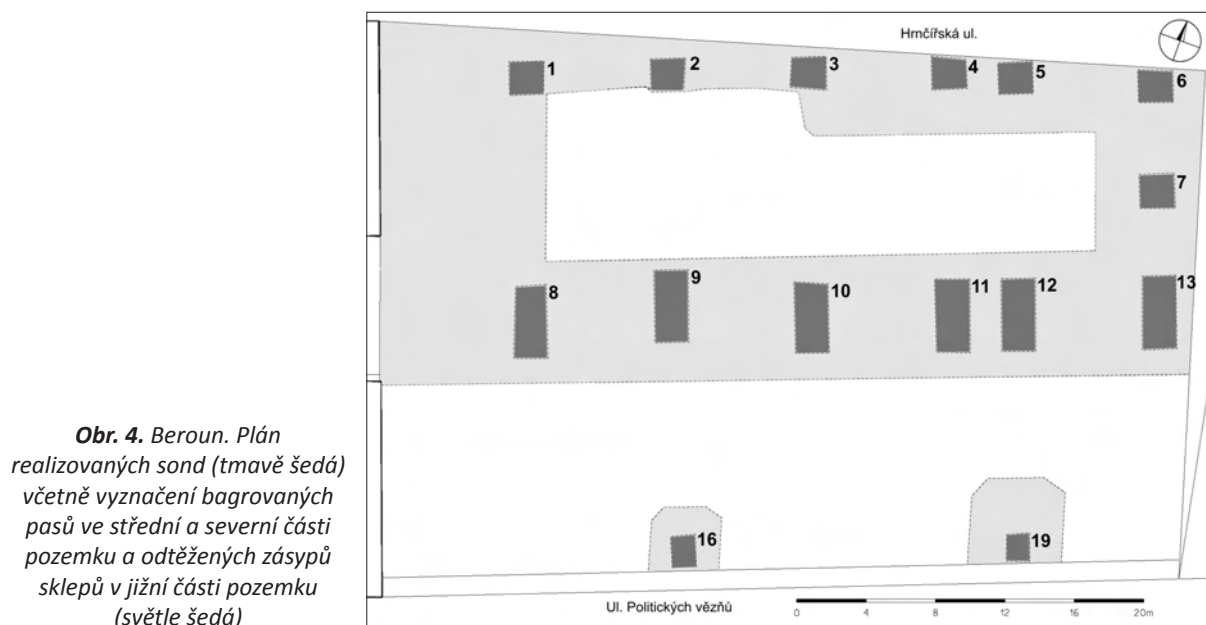 Hrnčířská ul.
1
2
3
4
5
6
7
8
9
10
11
12
13
16
19
Ul. Politických vězňů
0 4 8 12 16 20m
Obr. 4. Beroun. Plán
realizovaných sond (tmavě šedá)
včetně vyznačení bagrovaných
pasů ve střední a severní části
pozemku a odtěžených zásypů
sklepů v jižní části pozemku
(světle šedá)